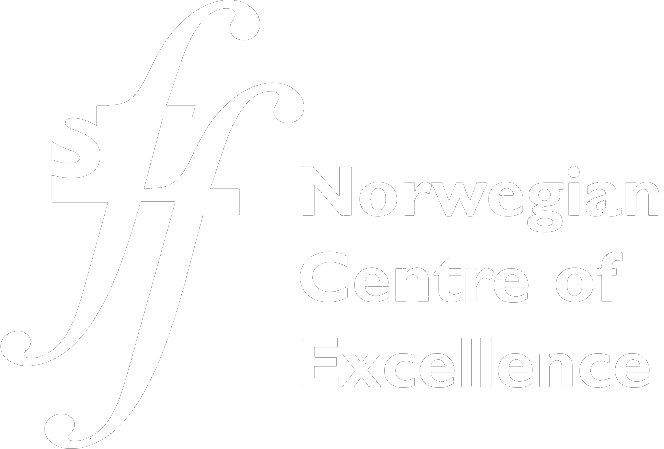 sff
Norwegian
Centre of
Excellence